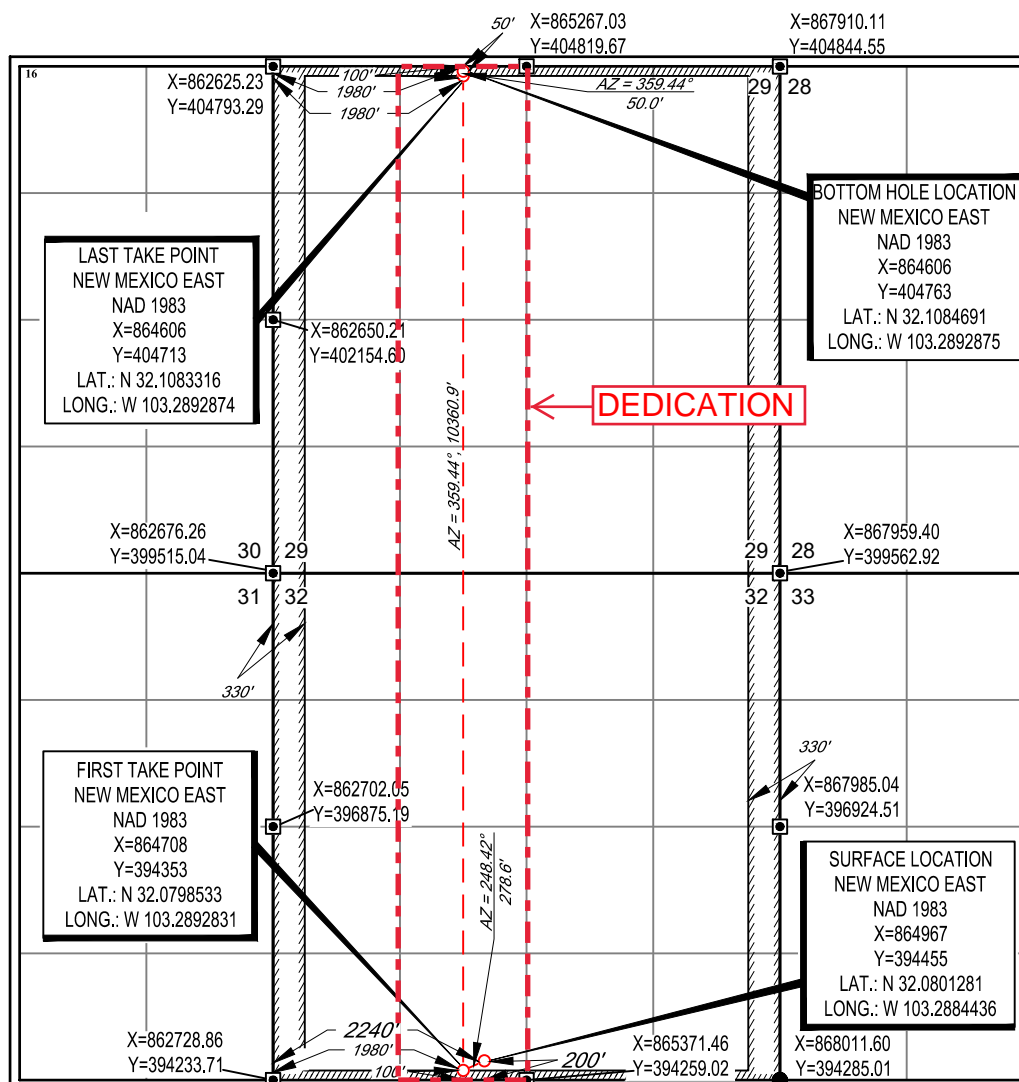 50'
X=865267.03
Y=404819.67
X=867910.11
Y=404844.55
16
X=862625.23
Y=404793.29
100'
1980'
1980'
AZ = 359.44°
50.0'
29
28
BOTTOM HOLE LOCATION
NEW MEXICO EAST
NAD 1983
X=864606
Y=404763
LAT.: N 32.1084691
LONG.: W 103.2892875
LAST TAKE POINT
NEW MEXICO EAST
NAD 1983
X=864606
Y=404713
LAT.: N 32.1083316
LONG.: W 103.2892874
X=862650.21
Y=402154.60
DEDICATION
AZ = 359.44°, 10360.9'
X=862676.26
Y=399515.04
30
29
31
32
29
28
32
33
X=867959.40
Y=399562.92
330'
330'
FIRST TAKE POINT
NEW MEXICO EAST
NAD 1983
X=864708
Y=394353
LAT.: N 32.0798533
LONG.: W 103.2892831
X=862702.05
Y=396875.19
X=867985.04
Y=396924.51
AZ = 248.42°
278.6'
SURFACE LOCATION
NEW MEXICO EAST
NAD 1983
X=864967
Y=394455
LAT.: N 32.0801281
LONG.: W 103.2884436
X=862728.86
Y=394233.71
2240'
1980'
100'
200'
X=865371.46
Y=394259.02
X=868011.60
Y=394285.01